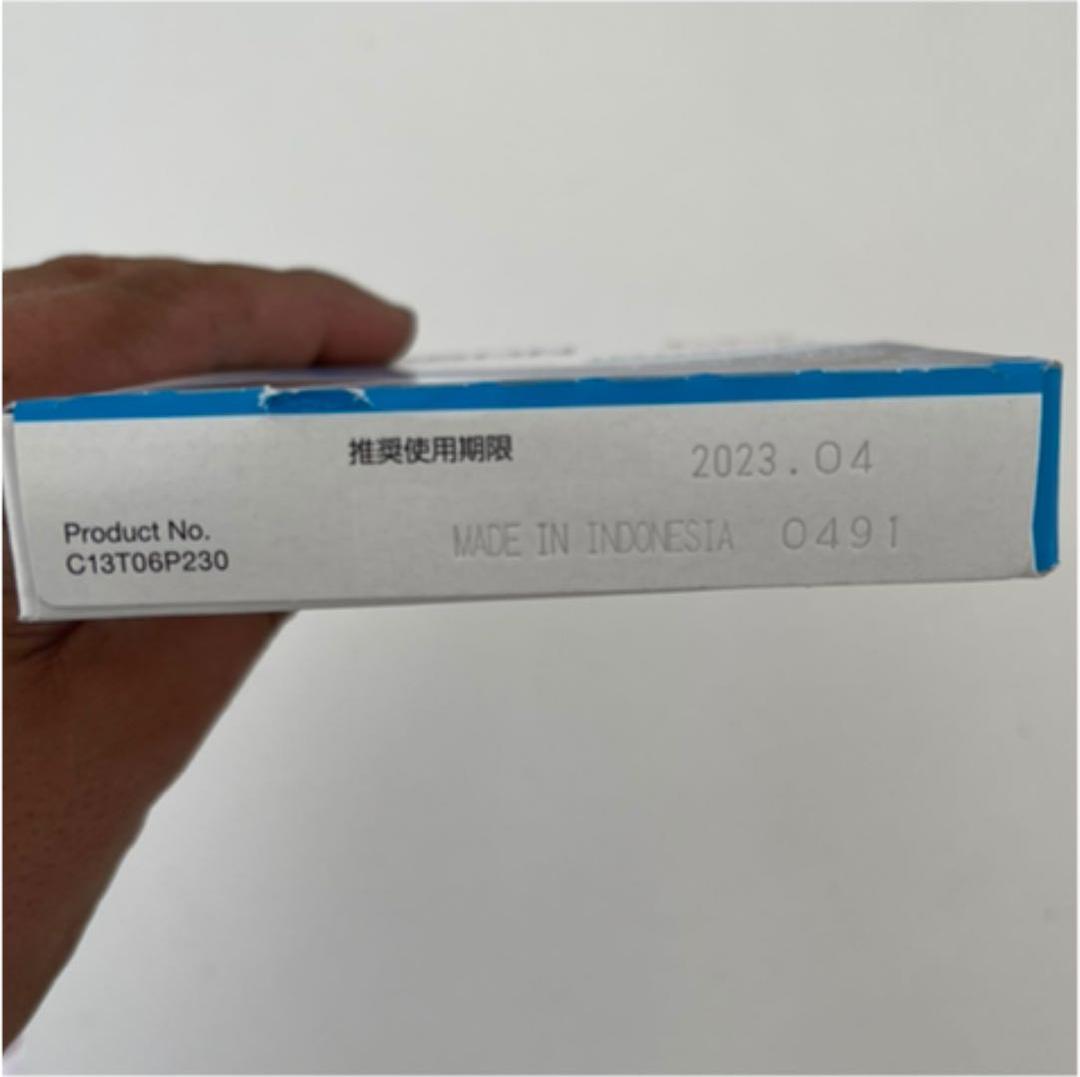 推奨使用期限 2023.04
Product No.
C13T06P230
MADE IN INDONESIA 0491